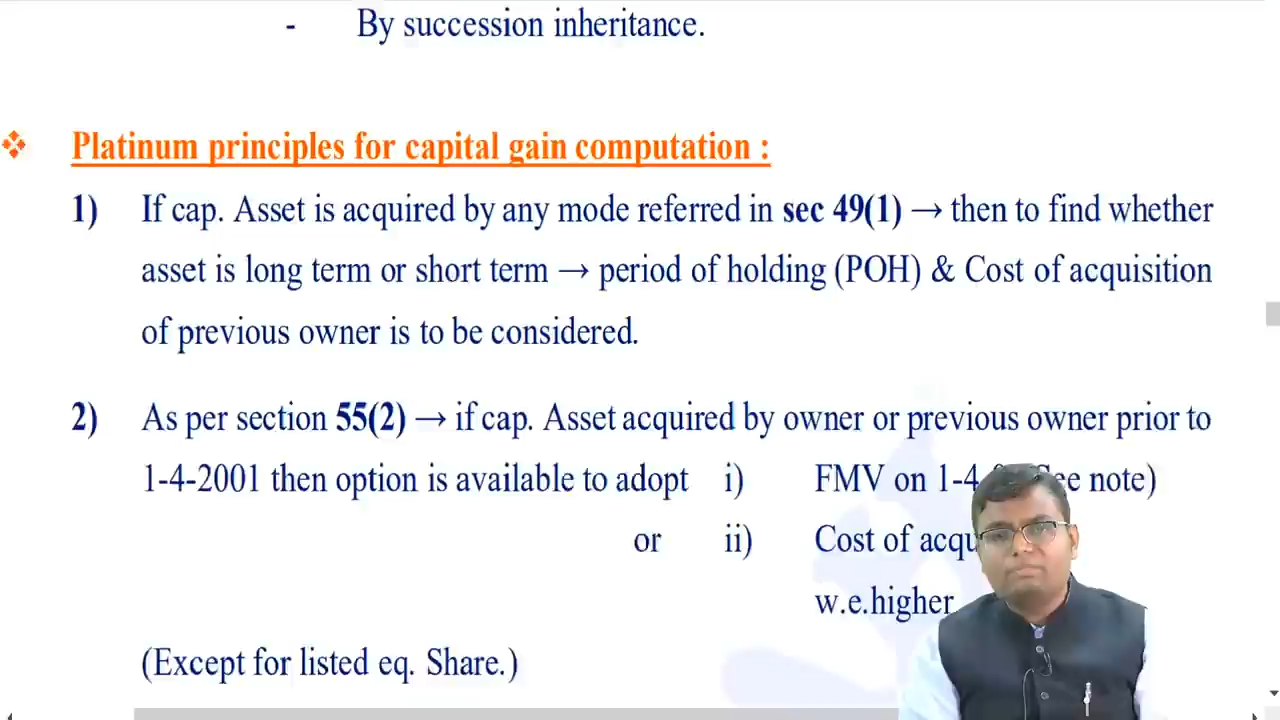 - By succession inheritance.
❖ Platinum principles for capital gain computation :
1) If cap. Asset is acquired by any mode referred in sec 49(1) → then to find whether
asset is long term or short term → period of holding (POH) & Cost of acquisition
of previous owner is to be considered.
2) As per section 55(2) → if cap. Asset acquired by owner or previous owner prior to
1-4-2001 then option is available to adopt i) FMV on 1-4 note)
or ii) Cost of
w.e.higher
(Except for listed eq. Share.)